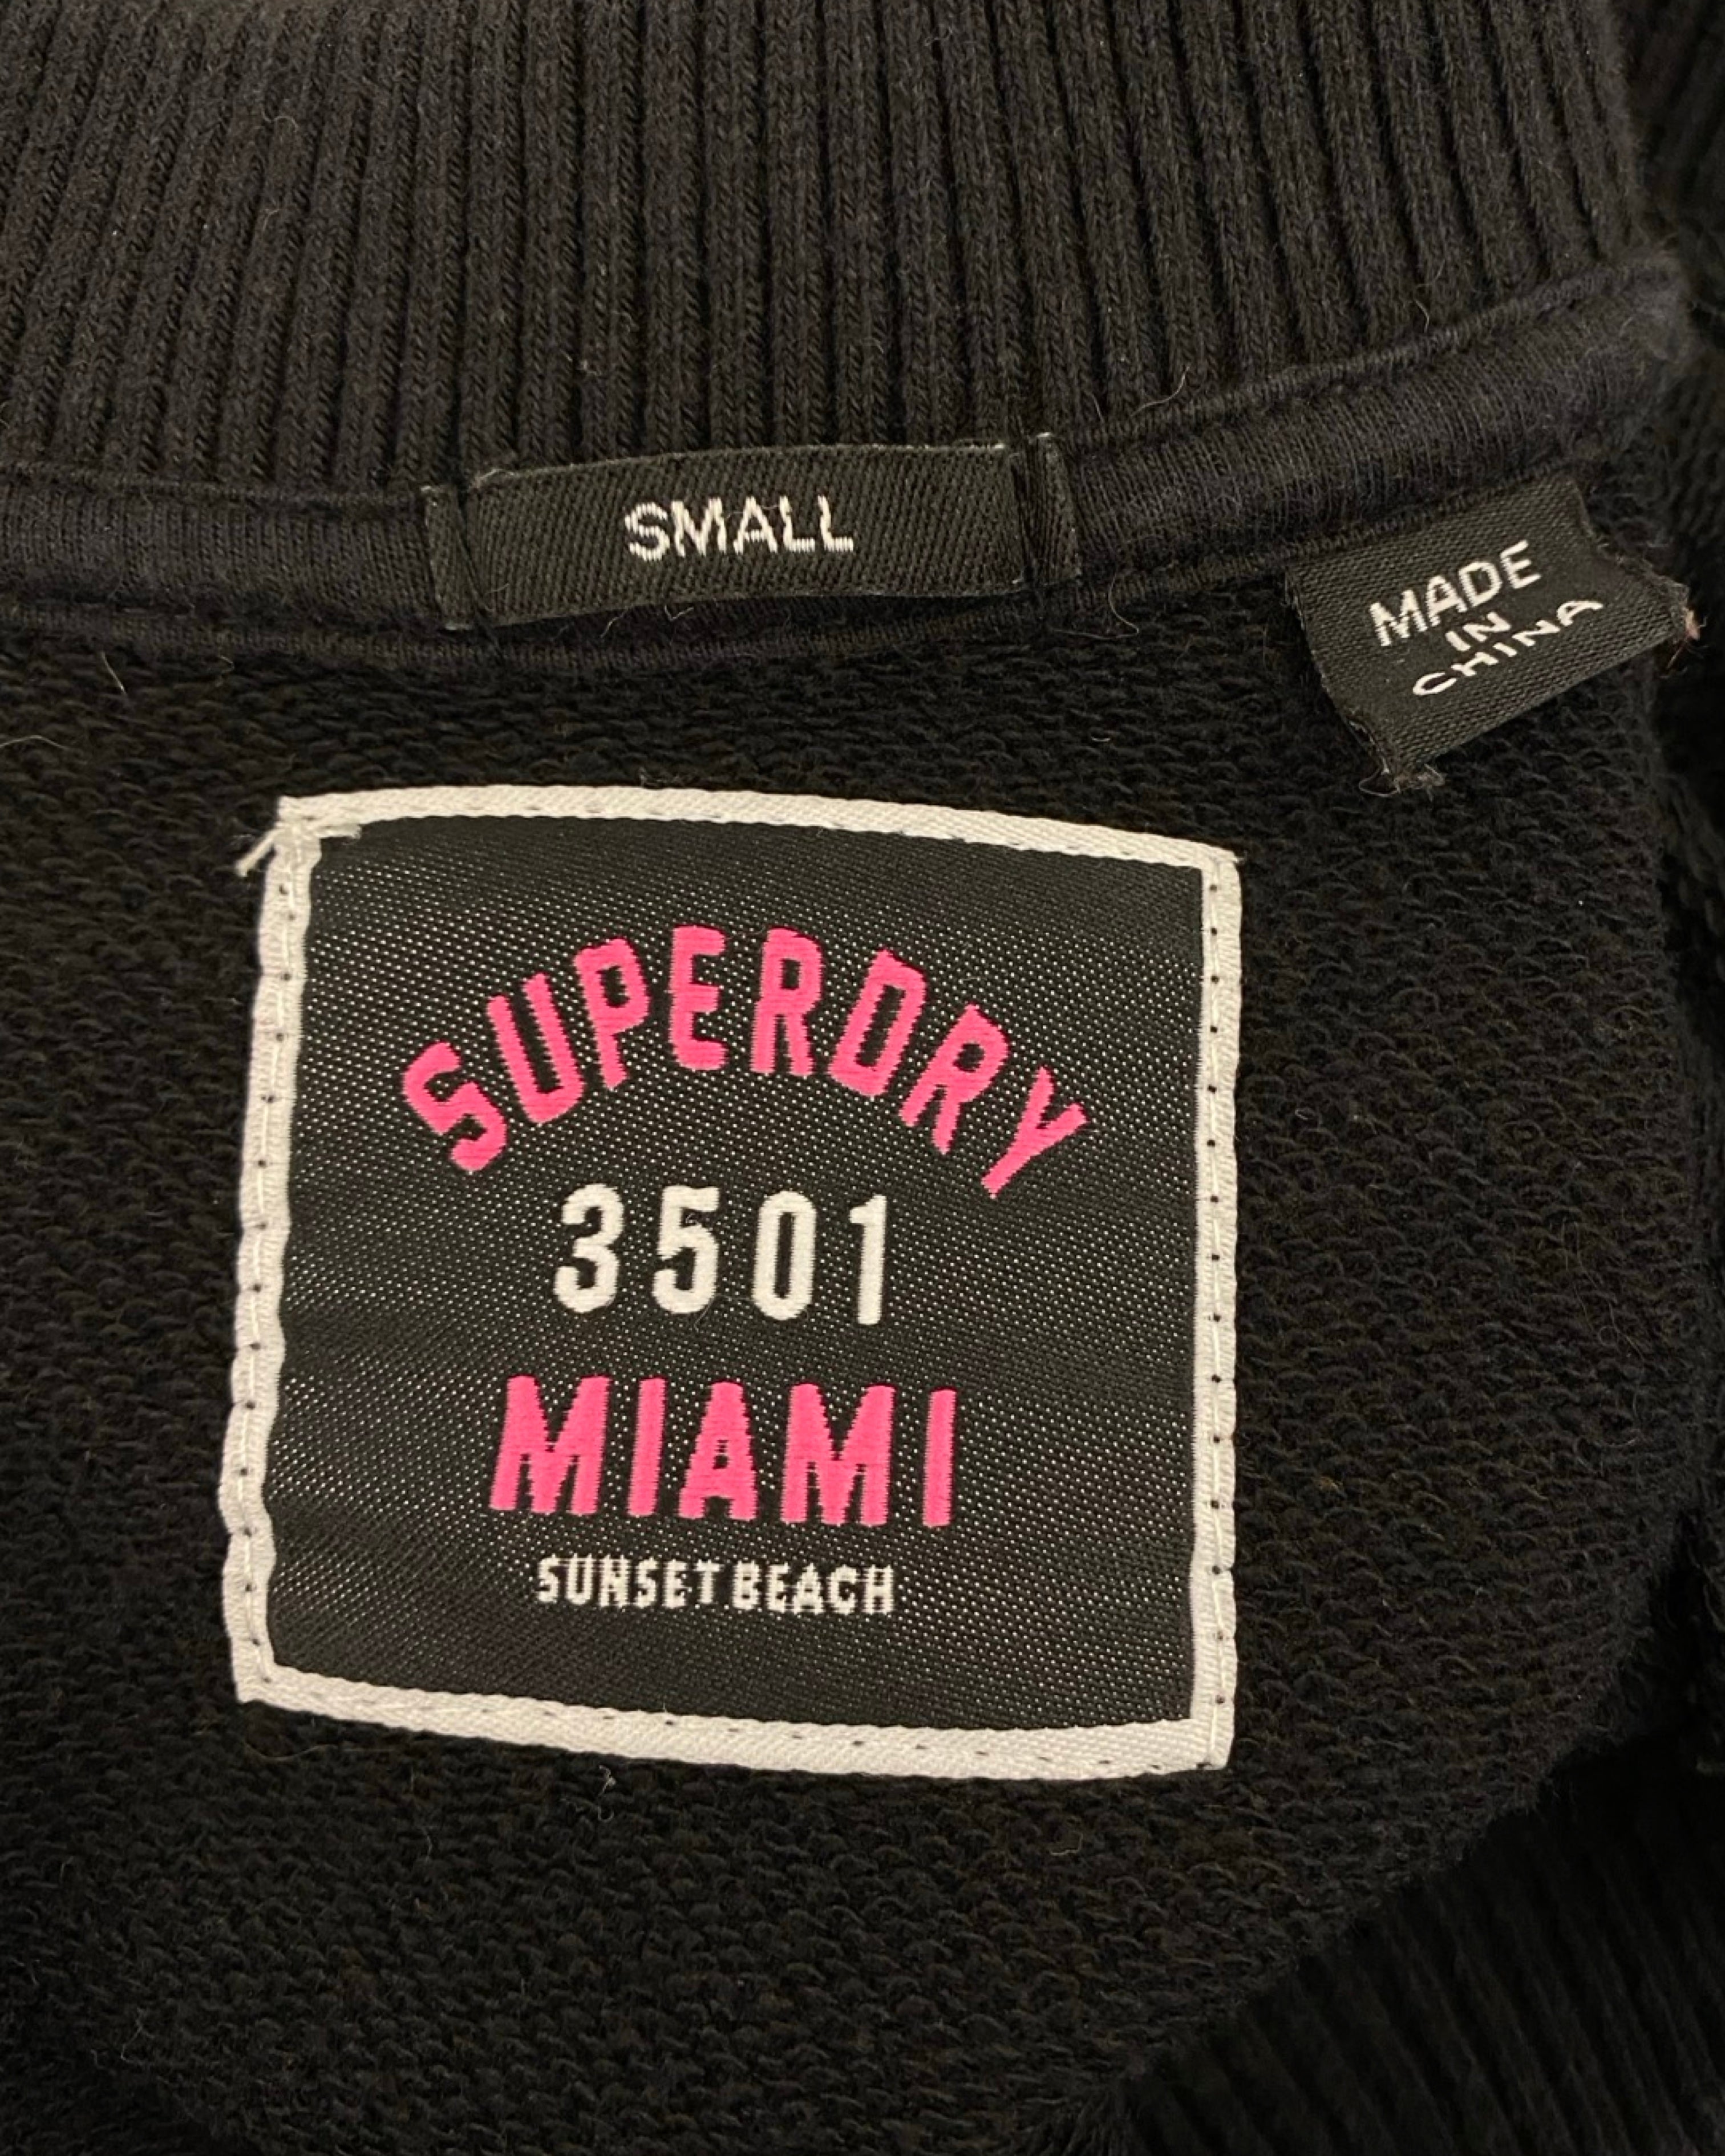 SMALL
MADE
IN
CHINA
SUPERDRY
3501
MIAMI
SUNSET BEACH